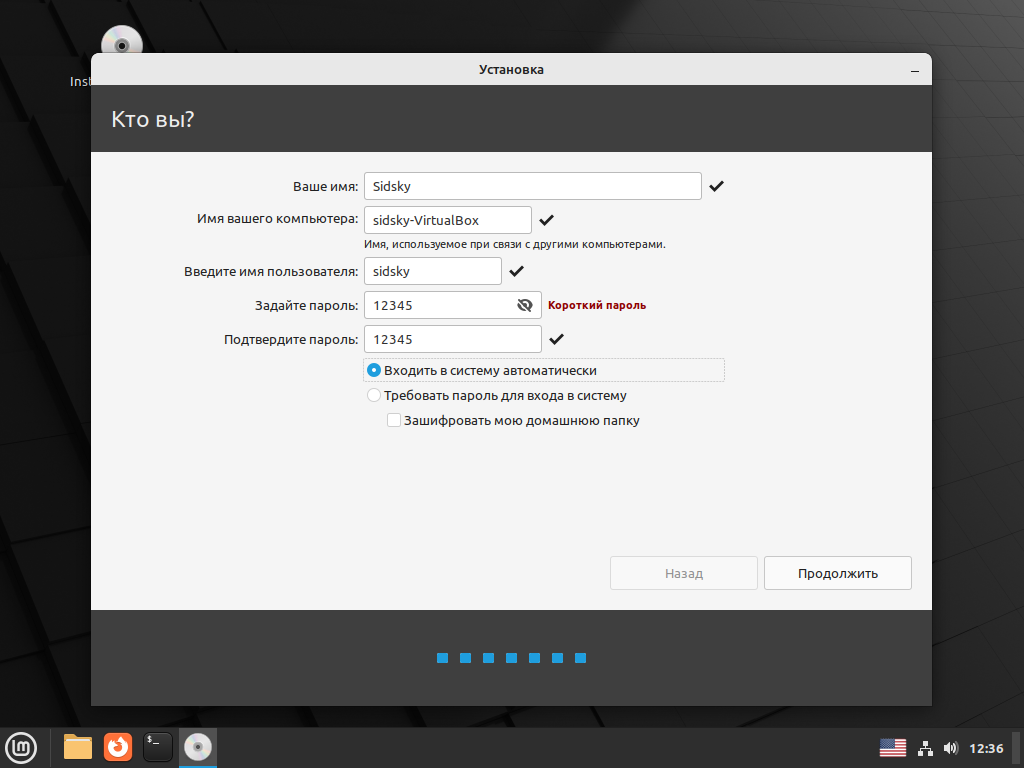 Inst
Установка
Кто вы?
Ваше имя: Sidsky
Имя вашего компьютера: sidsky-VirtualBox
Имя, используемое при связи с другими компьютерами.
Введите имя пользователя: sidsky
Задайте пароль: 12345 Короткий пароль
Подтвердите пароль: 12345
Входить в систему автоматически
Требовать пароль для входа в систему
Зашифровать мою домашнюю папку
Назад Продолжить
$_ 12:36